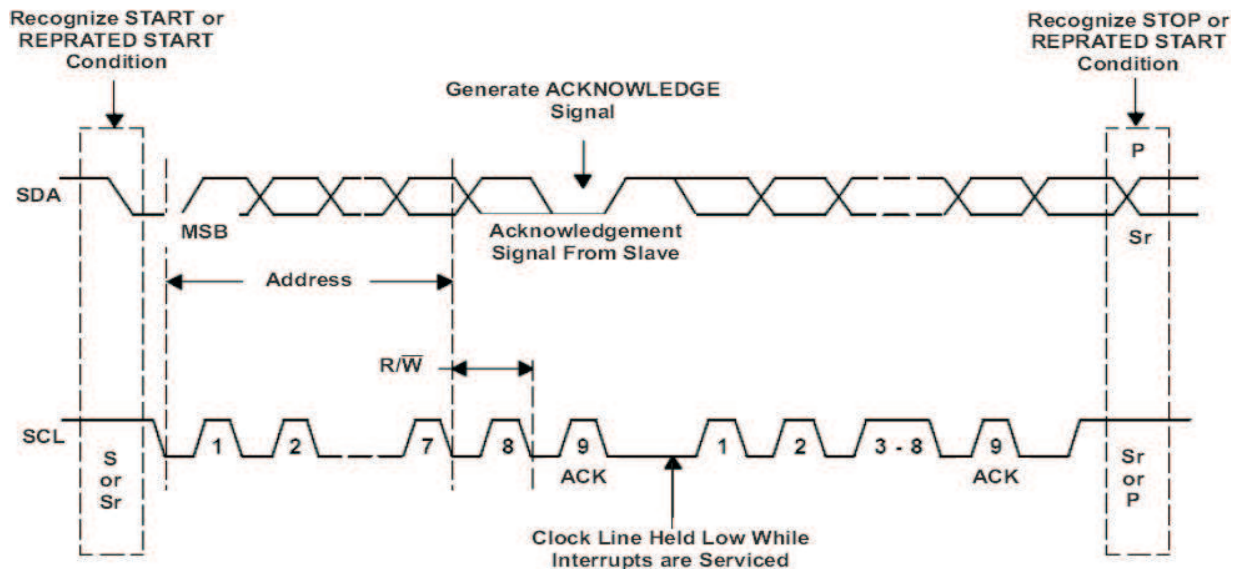 Recognize START or
REPRATED START
Condition
Recognize STOP or
REPRATED START
Condition
Generate ACKNOWLEDGE
Signal
P
SDA
MSB
Acknowledgement
Signal From Slave
Sr
Address
R/W̅
SCL
S
or
Sr
1
2
7
8
9
ACK
1
2
3 - 8
9
ACK
Sr
or
P
Clock Line Held Low While
Interrupts are Serviced